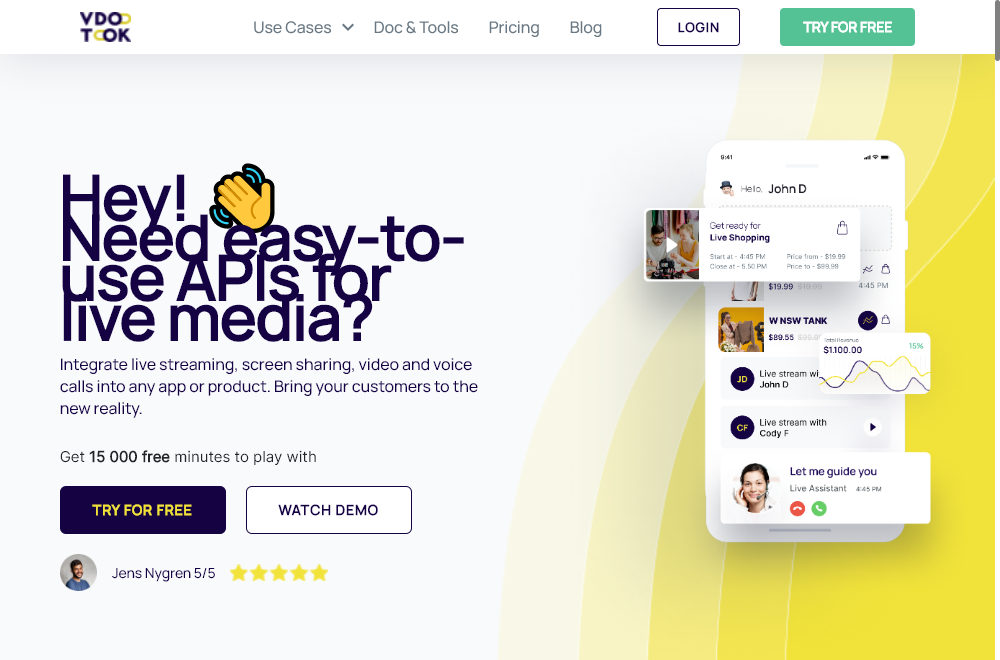 VDOO
TOOK
Use Cases
Doc & Tools
Pricing
Blog
LOGIN
TRY FOR FREE
Hey!
Need easy-to-
use APIs for
live media?
Integrate live streaming, screen sharing, video and voice
calls into any app or product. Bring your customers to the
new reality.
Get 15 000 free minutes to play with
TRY FOR FREE
WATCH DEMO
Jens Nygren 5/5
9:41
Hello, John D
Get ready for
Live Shopping
Start at - 4:45 PM
Price from - $19.99
Close at - 5.50 PM
Price to - $99.99
$19.99 $19.99
4:45 PM
W NSW TANK
$89.55
Total Revenue
$1.100.00
15%
JD
Live stream wi
John D
CF
Live stream with
Cody F
Let me guide you
Live Assistant 4:45 PM